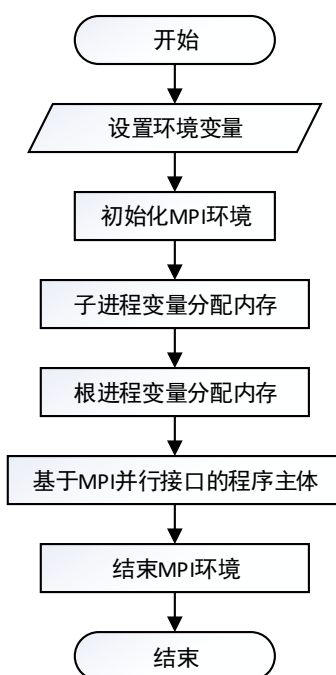 开始
设置环境变量
初始化MPI环境
子进程变量分配内存
根进程变量分配内存
基于MPI并行接口的程序主体
结束MPI环境
结束